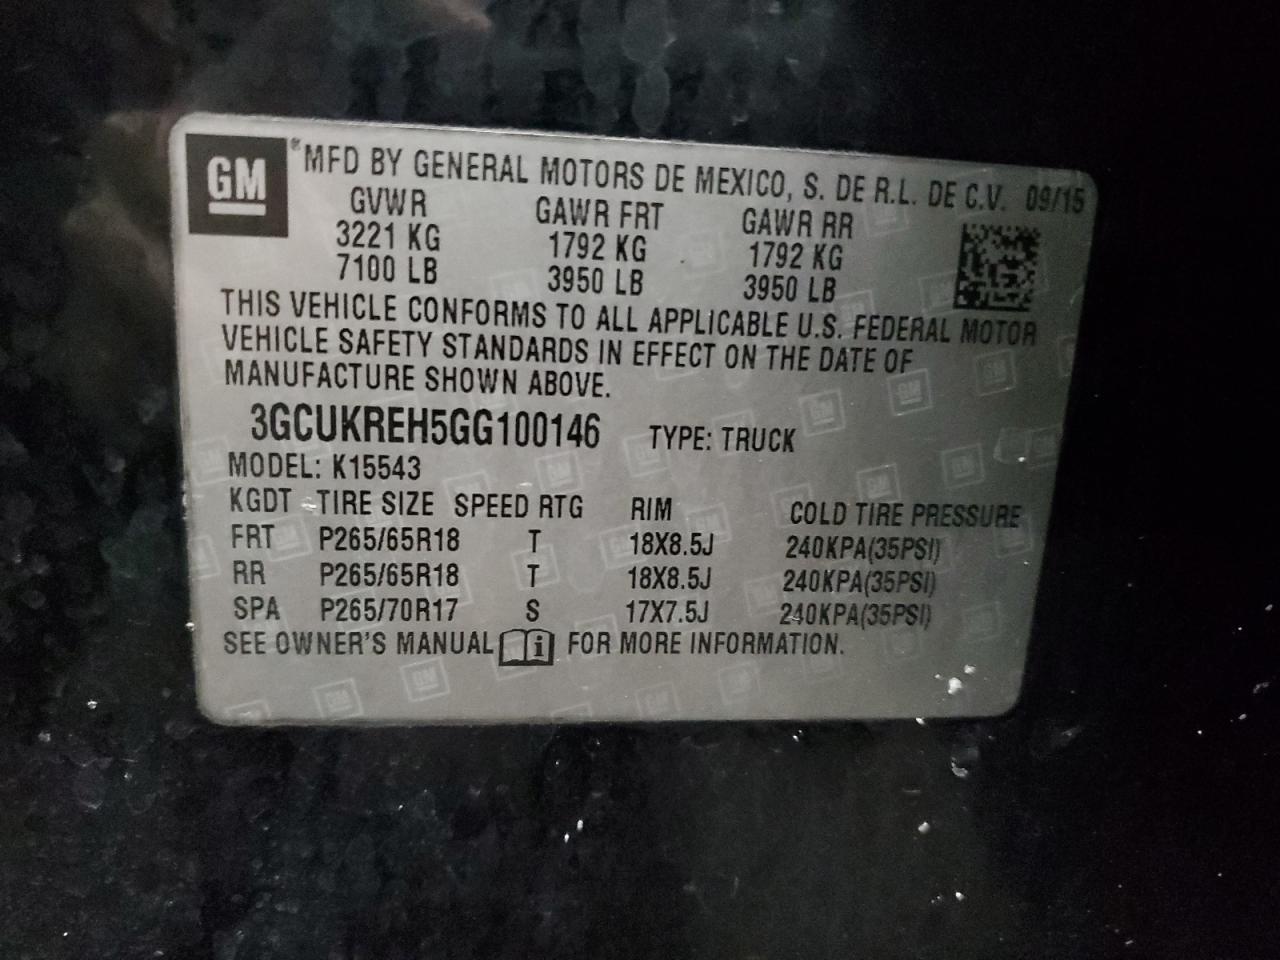 GM ® MFD BY GENERAL MOTORS DE MEXICO, S. DE R.L. DE C.V. 09/15
GVWR GAWR FRT GAWR RR
3221 KG 1792 KG 1792 KG
7100 LB 3950 LB 3950 LB
THIS VEHICLE CONFORMS TO ALL APPLICABLE U.S. FEDERAL MOTOR
VEHICLE SAFETY STANDARDS IN EFFECT ON THE DATE OF
MANUFACTURE SHOWN ABOVE.
3GCUKREH5GG100146 TYPE: TRUCK
MODEL: K15543
KGDT TIRE SIZE SPEED RTG RIM COLD TIRE PRESSURE
FRT P265/65R18 T 18X8.5J 240KPA(35PSI)
RR P265/65R18 T 18X8.5J 240KPA(35PSI)
SPA P265/70R17 S 17X7.5J 240KPA(35PSI)
SEE OWNER'S MANUAL i FOR MORE INFORMATION.